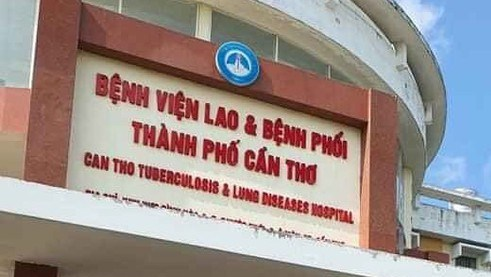 BỆNH VIỆN LAO & BỆNH PHỔI
THÀNH PHỐ CẦN THƠ
CAN THO TUBERCULOSIS & LUNG DISEASES HOSPITAL